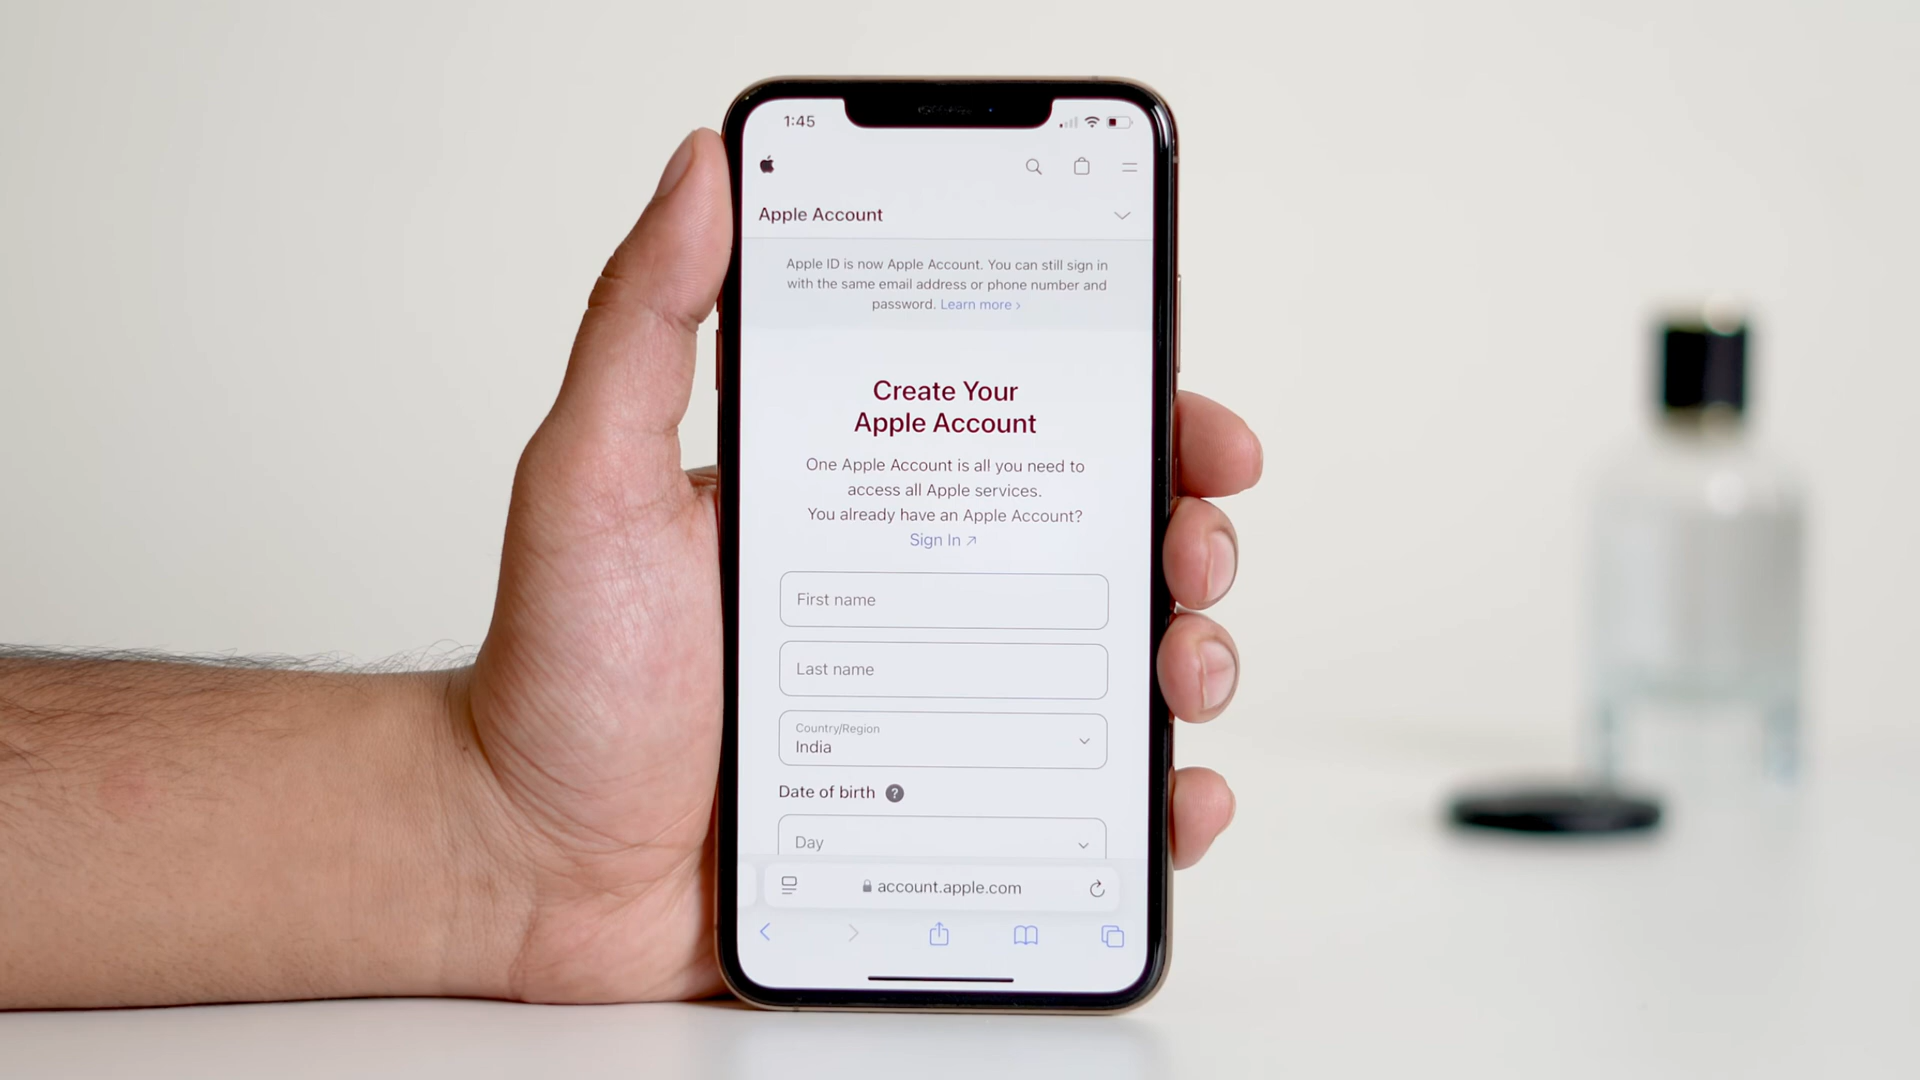 1:45
Apple Account
Apple ID is now Apple Account. You can still sign in
with the same email address or phone number and
password. Learn more ›
Create Your
Apple Account
One Apple Account is all you need to
access all Apple services.
You already have an Apple Account?
Sign In ↗
First name
Last name
Country/Region
India
Date of birth ?
Day
account.apple.com